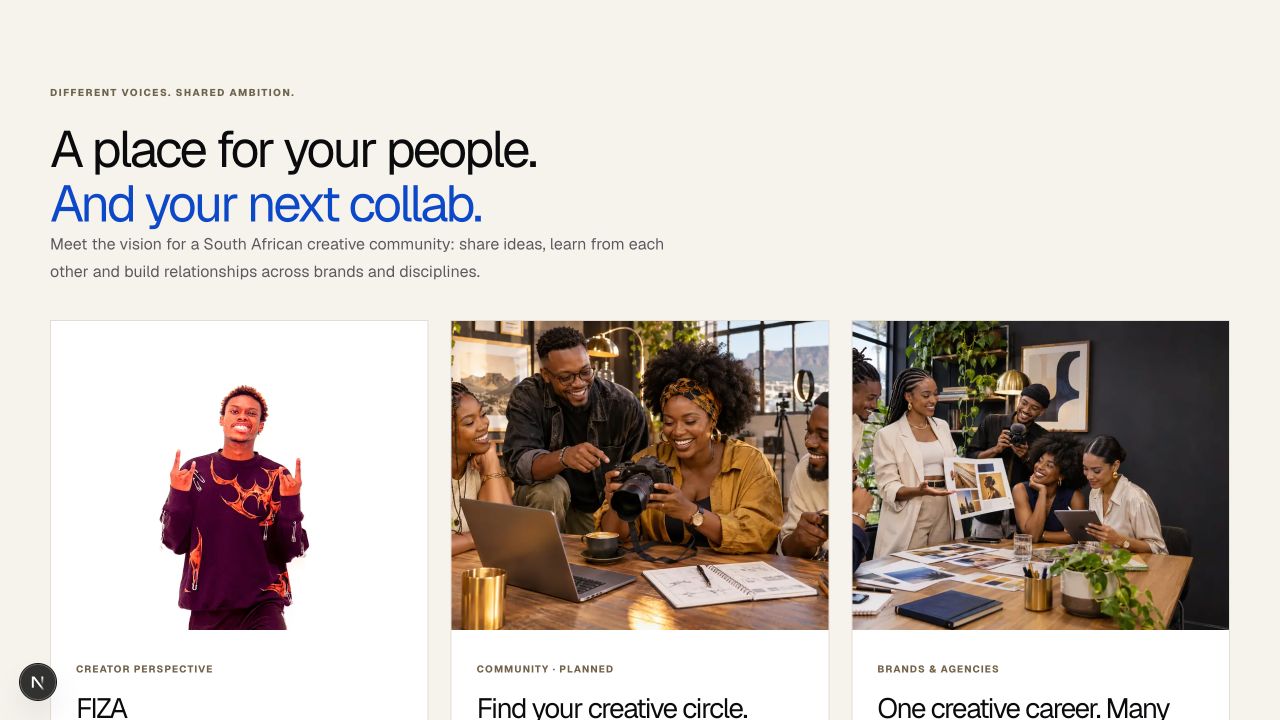 DIFFERENT VOICES. SHARED AMBITION.
A place for your people.
And your next collab.
Meet the vision for a South African creative community: share ideas, learn from each
other and build relationships across brands and disciplines.
CREATOR PERSPECTIVE
FIZA
COMMUNITY · PLANNED
Find your creative circle.
BRANDS & AGENCIES
One creative career. Many
N